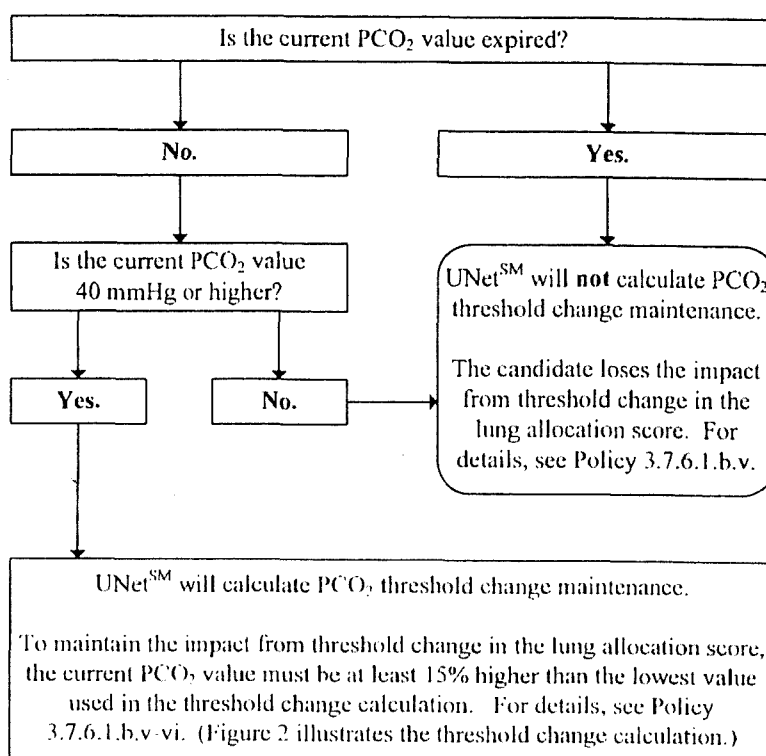 Is the current PCO₂ value expired?
No.
Yes.
Is the current PCO₂ value
40 mmHg or higher?
UNet℠ will not calculate PCO₂
threshold change maintenance.
The candidate loses the impact
from threshold change in the
lung allocation score. For
details, see Policy 3.7.6.1.b.v.
Yes.
No.
UNet℠ will calculate PCO₂ threshold change maintenance.
To maintain the impact from threshold change in the lung allocation score,
the current PCO₂ value must be at least 15% higher than the lowest value
used in the threshold change calculation. For details, see Policy
3.7.6.1.b.v-vi. (Figure 2 illustrates the threshold change calculation.)